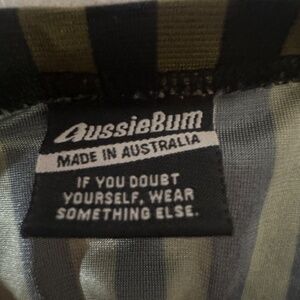 aussieBum
MADE IN AUSTRALIA
IF YOU DOUBT
YOURSELF, WEAR
SOMETHING ELSE.